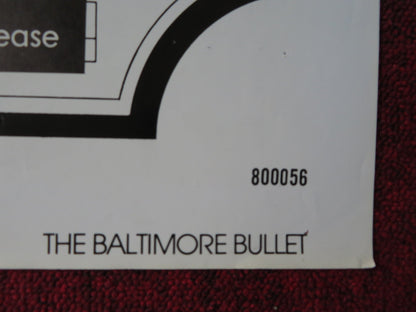 ease
800056
THE BALTIMORE BULLET